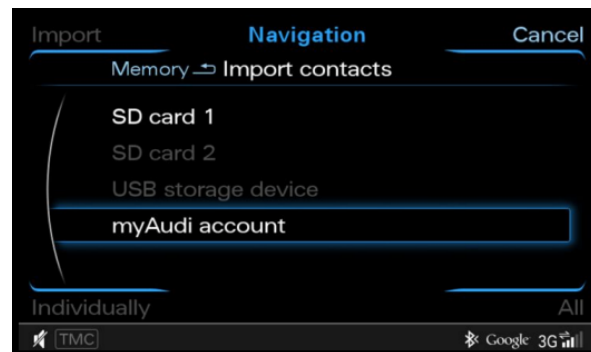 Import Navigation Cancel
Memory Import contacts
SD card 1
SD card 2
USB storage device
myAudi account
Individually All
TMC Google 3G